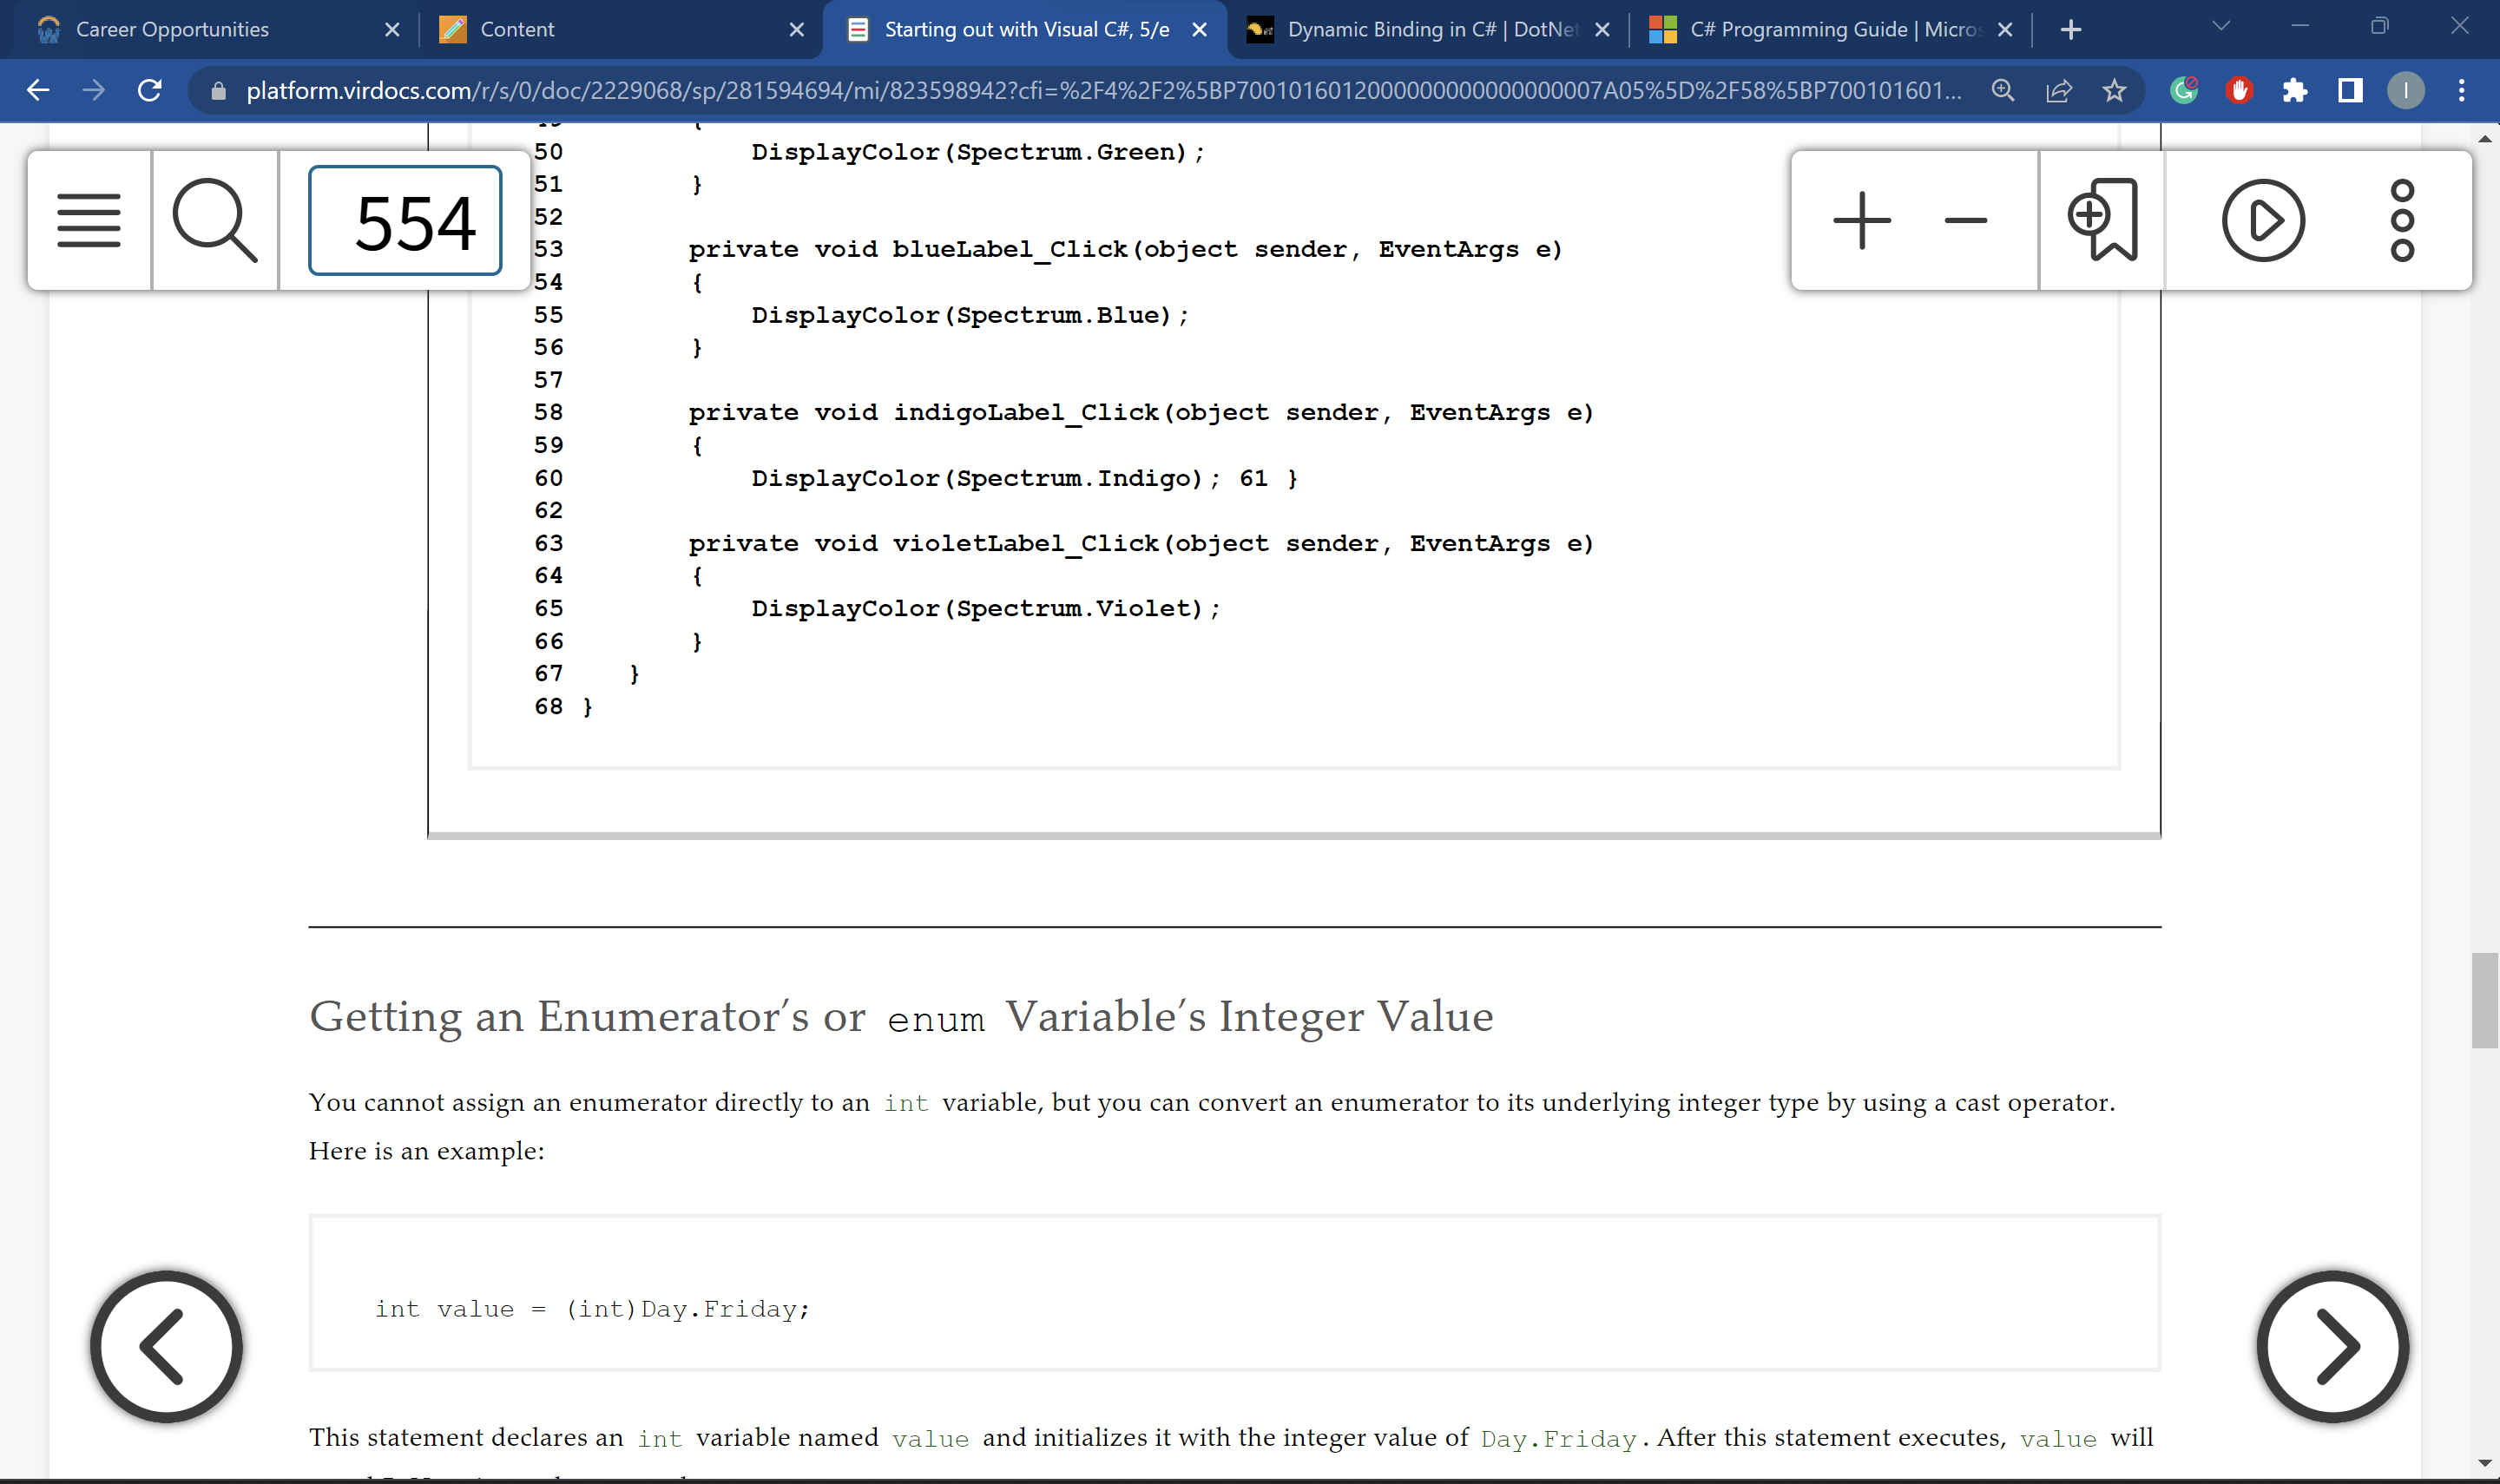 Career Opportunities
Content
Starting out with Visual C#, 5/e
Dynamic Binding in C# | DotNet
C# Programming Guide | Micros
platform.virdocs.com/r/s/0/doc/2229068/sp/281594694/mi/823598942?cfi=%2F4%2F2%5BP7001016012000000000000000007A05%5D%2F58%5BP700101601...
I
554
50 DisplayColor(Spectrum.Green);
51 }
52
53 private void blueLabel_Click(object sender, EventArgs e)
54 {
55 DisplayColor(Spectrum.Blue);
56 }
57
58 private void indigoLabel_Click(object sender, EventArgs e)
59 {
60 DisplayColor(Spectrum.Indigo); 61 }
62
63 private void violetLabel_Click(object sender, EventArgs e)
64 {
65 DisplayColor(Spectrum.Violet);
66 }
67 }
68 }
Getting an Enumerator's or enum Variable's Integer Value
You cannot assign an enumerator directly to an int variable, but you can convert an enumerator to its underlying integer type by using a cast operator.
Here is an example:
int value = (int)Day.Friday;
This statement declares an int variable named value and initializes it with the integer value of Day.Friday. After this statement executes, value will